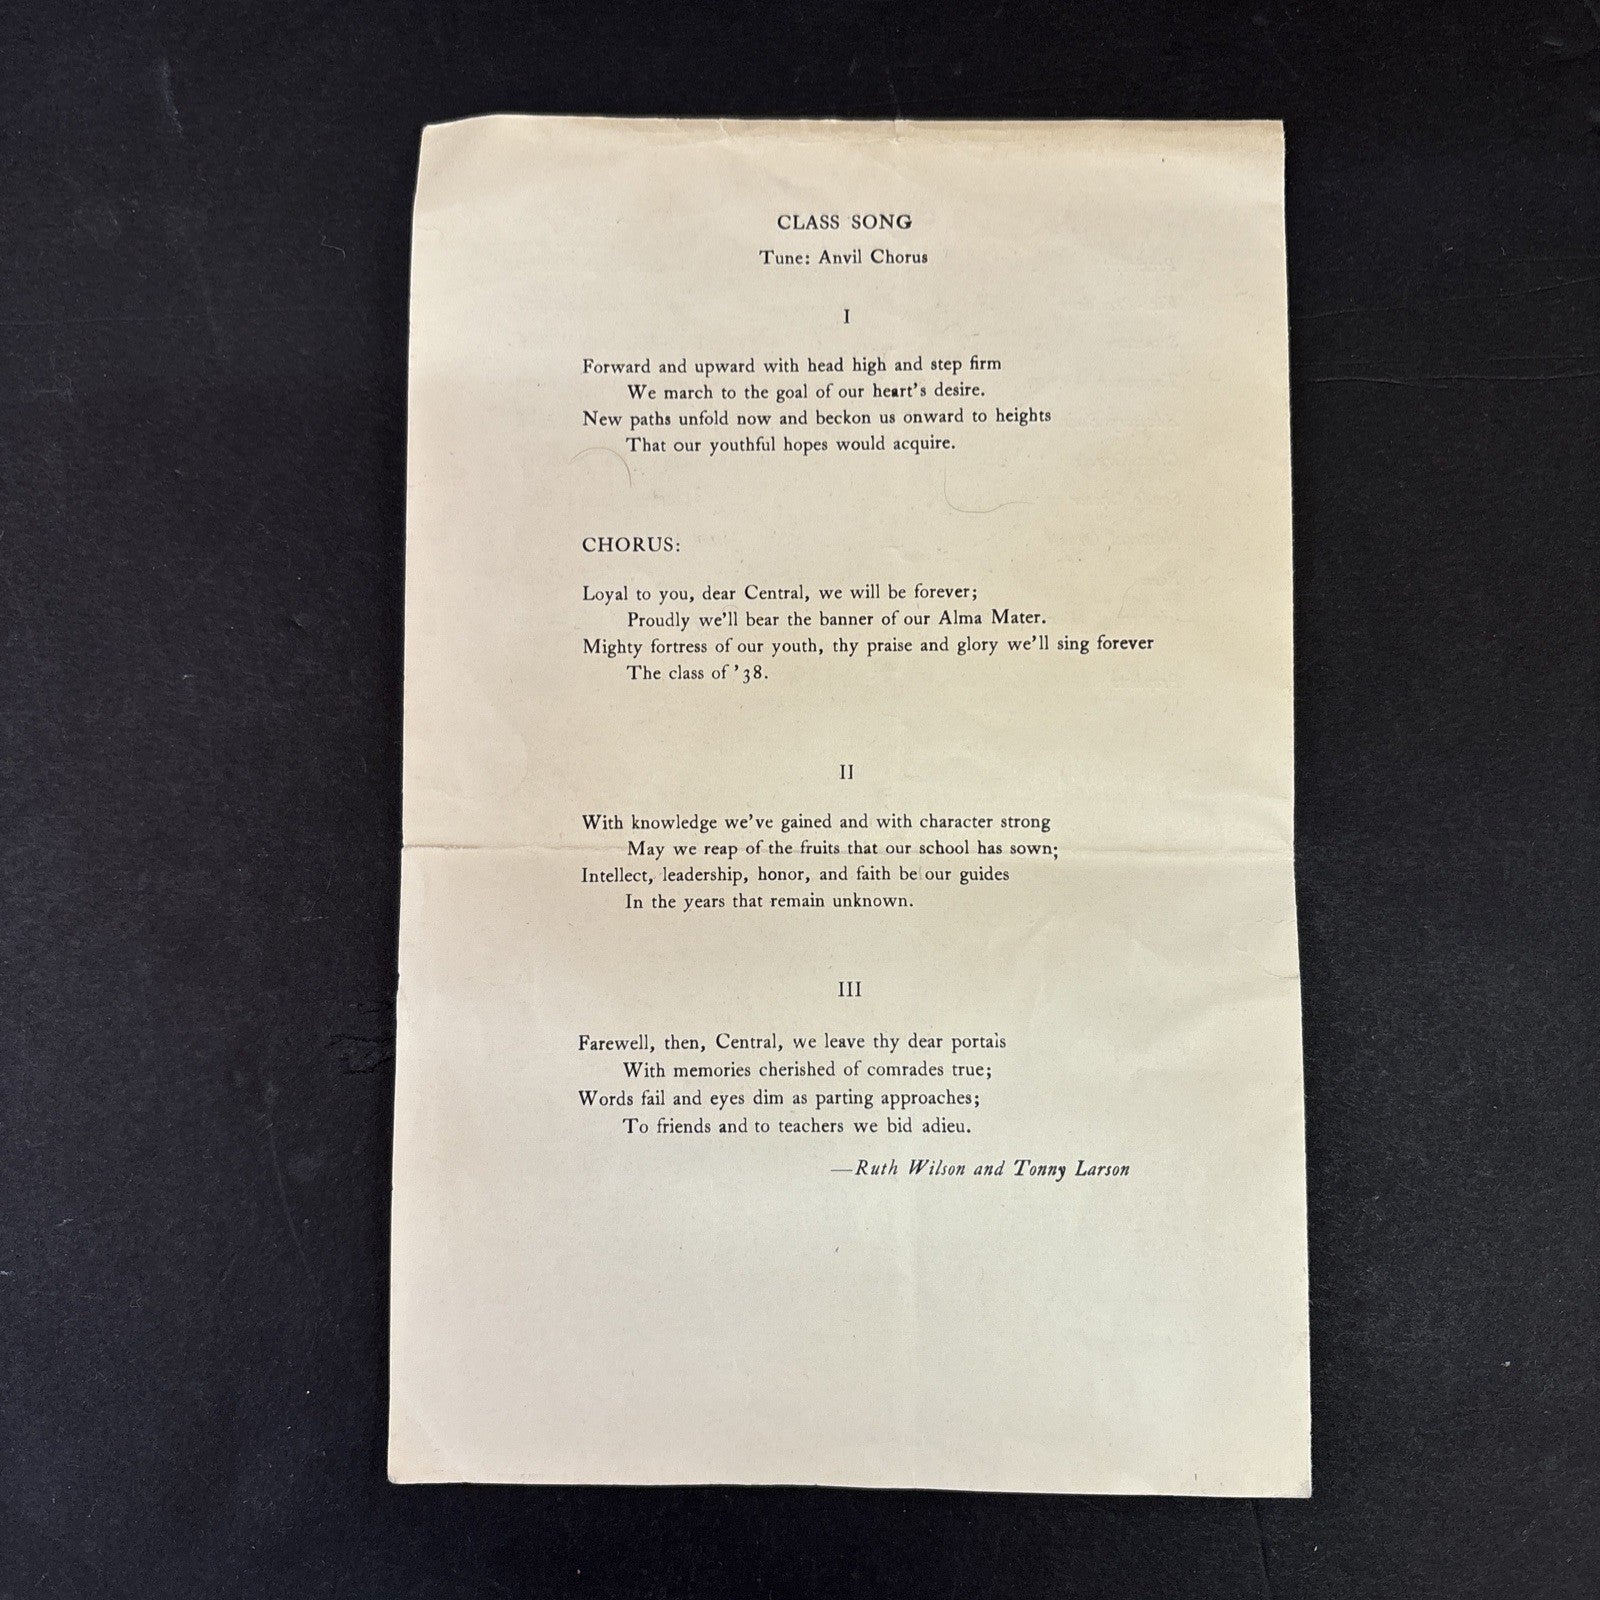 CLASS SONG
Tune: Anvil Chorus
I
Forward and upward with head high and step firm
We march to the goal of our heart's desire.
New paths unfold now and beckon us onward to heights
That our youthful hopes would acquire.
CHORUS:
Loyal to you, dear Central, we will be forever;
Proudly we'll bear the banner of our Alma Mater.
Mighty fortress of our youth, thy praise and glory we'll sing forever
The class of '38.
II
With knowledge we've gained and with character strong
May we reap of the fruits that our school has sown;
Intellect, leadership, honor, and faith be our guides
In the years that remain unknown.
III
Farewell, then, Central, we leave thy dear portals
With memories cherished of comrades true;
Words fail and eyes dim as parting approaches;
To friends and to teachers we bid adieu.
—Ruth Wilson and Tonny Larson